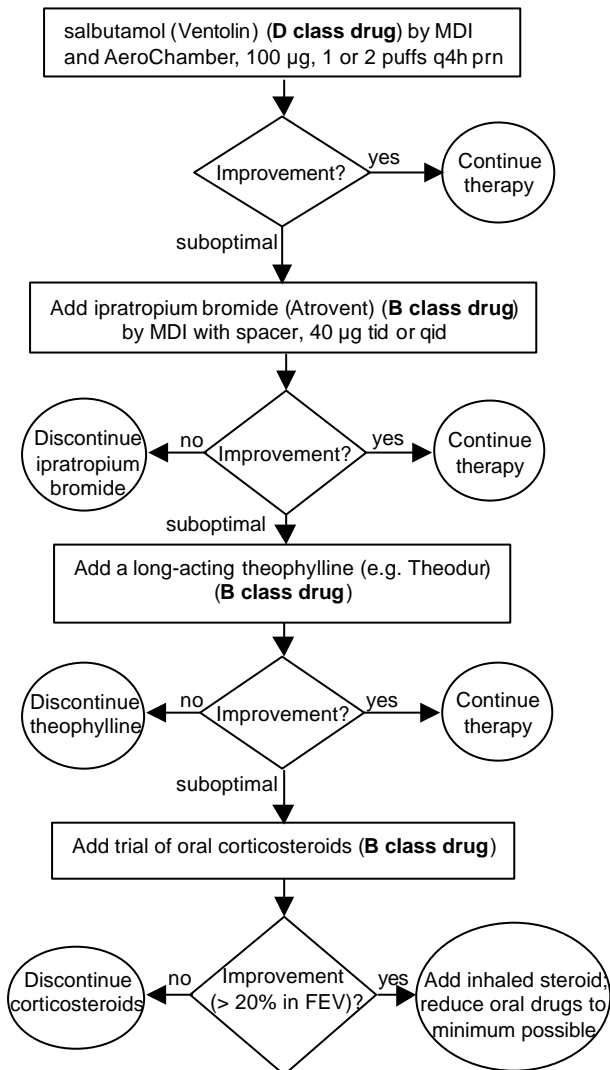 salbutamol (Ventolin) (D class drug) by MDI
and AeroChamber, 100 µg, 1 or 2 puffs q4h prn
Improvement?
yes
Continue
therapy
suboptimal
Add ipratropium bromide (Atrovent) (B class drug)
by MDI with spacer, 40 µg tid or qid
Discontinue
ipratropium
bromide
no
Improvement?
yes
Continue
therapy
suboptimal
Add a long-acting theophylline (e.g. Theodur)
(B class drug)
Discontinue
theophylline
no
Improvement?
yes
Continue
therapy
suboptimal
Add trial of oral corticosteroids (B class drug)
Discontinue
corticosteroids
no
Improvement
(> 20% in FEV)?
yes
Add inhaled steroid;
reduce oral drugs to
minimum possible